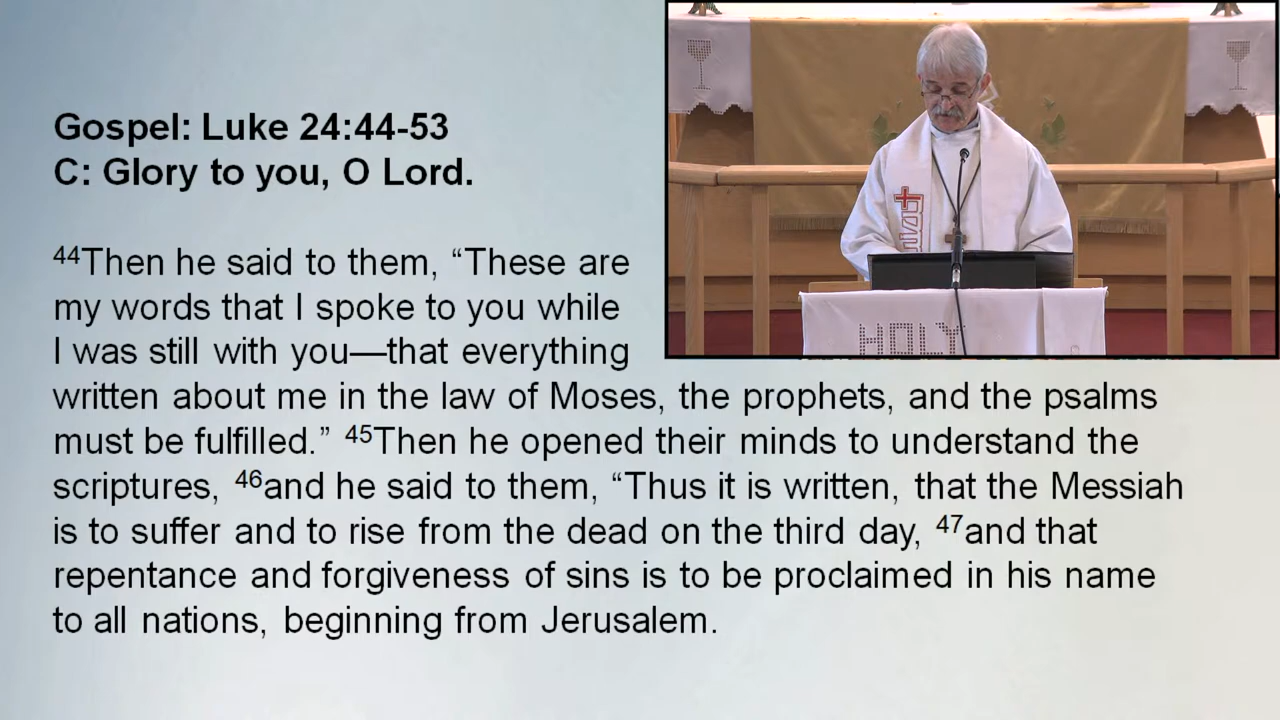 Gospel: Luke 24:44-53
C: Glory to you, O Lord.
44Then he said to them, “These are
my words that I spoke to you while
I was still with you—that everything
written about me in the law of Moses, the prophets, and the psalms
must be fulfilled.” 45Then he opened their minds to understand the
scriptures, 46and he said to them, “Thus it is written, that the Messiah
is to suffer and to rise from the dead on the third day, 47and that
repentance and forgiveness of sins is to be proclaimed in his name
to all nations, beginning from Jerusalem.
HOLY